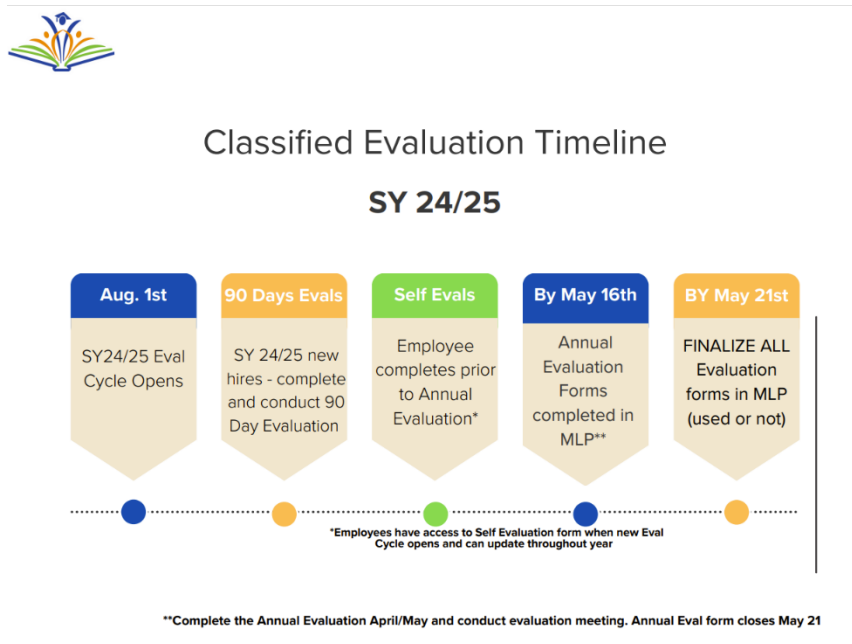 Classified Evaluation Timeline
SY 24/25
Aug. 1st
SY24/25 Eval
Cycle Opens
90 Days Evals
SY 24/25 new
hires - complete
and conduct 90
Day Evaluation
Self Evals
Employee
completes prior
to Annual
Evaluation*
By May 16th
Annual
Evaluation
Forms
completed in
MLP**
BY May 21st
FINALIZE ALL
Evaluation
forms in MLP
(used or not)
*Employees have access to Self Evaluation form when new Eval
Cycle opens and can update throughout year
**Complete the Annual Evaluation April/May and conduct evaluation meeting. Annual Eval form closes May 21